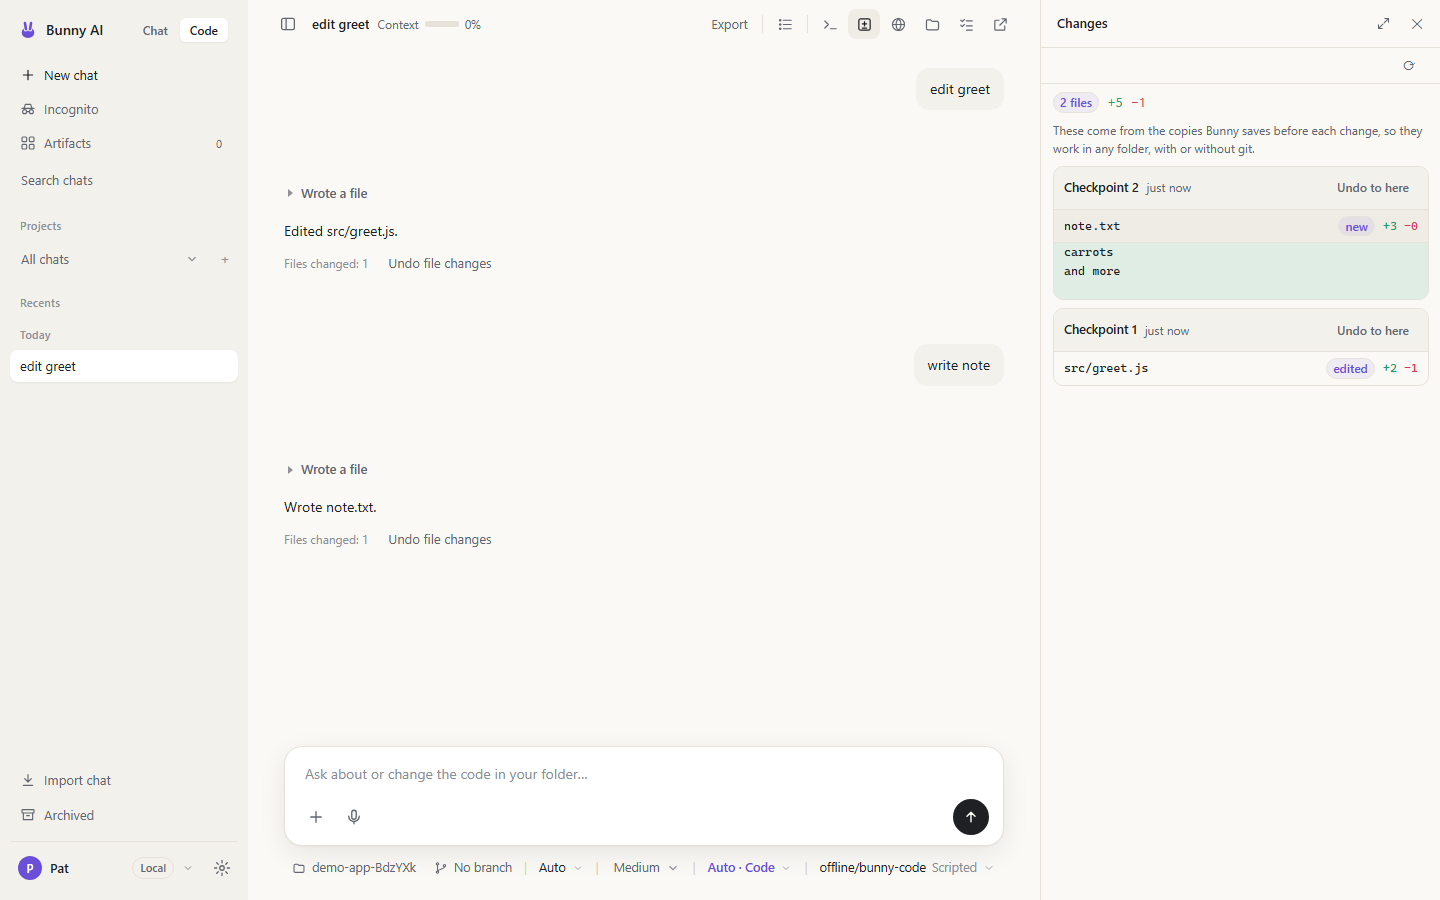 Bunny AI
Chat
Code
New chat
Incognito
Artifacts
0
Search chats
Projects
All chats
+
Recents
Today
edit greet
Import chat
Archived
P
Pat
Local
edit greet
Context
0%
Export
edit greet
Wrote a file
Edited src/greet.js.
Files changed: 1
Undo file changes
write note
Wrote a file
Wrote note.txt.
Files changed: 1
Undo file changes
Ask about or change the code in your folder...
demo-app-BdzYXk
No branch
Auto
Medium
Auto · Code
offline/bunny-code
Scripted
Changes
2 files
+5 −1
These come from the copies Bunny saves before each change, so they
work in any folder, with or without git.
Checkpoint 2
just now
Undo to here
note.txt
new
+3 −0
carrots
and more
Checkpoint 1
just now
Undo to here
src/greet.js
edited
+2 −1